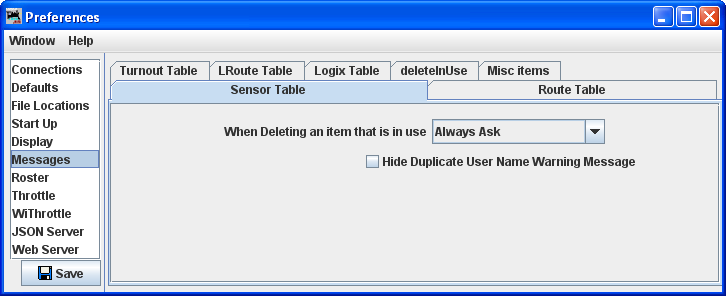 Preferences
Window Help
Connections
Defaults
File Locations
Start Up
Display
Messages
Roster
Throttle
WiThrottle
JSON Server
Web Server
Save
Turnout Table LRoute Table Logix Table deleteInUse Misc items
Sensor Table Route Table
When Deleting an item that is in use Always Ask
Hide Duplicate User Name Warning Message